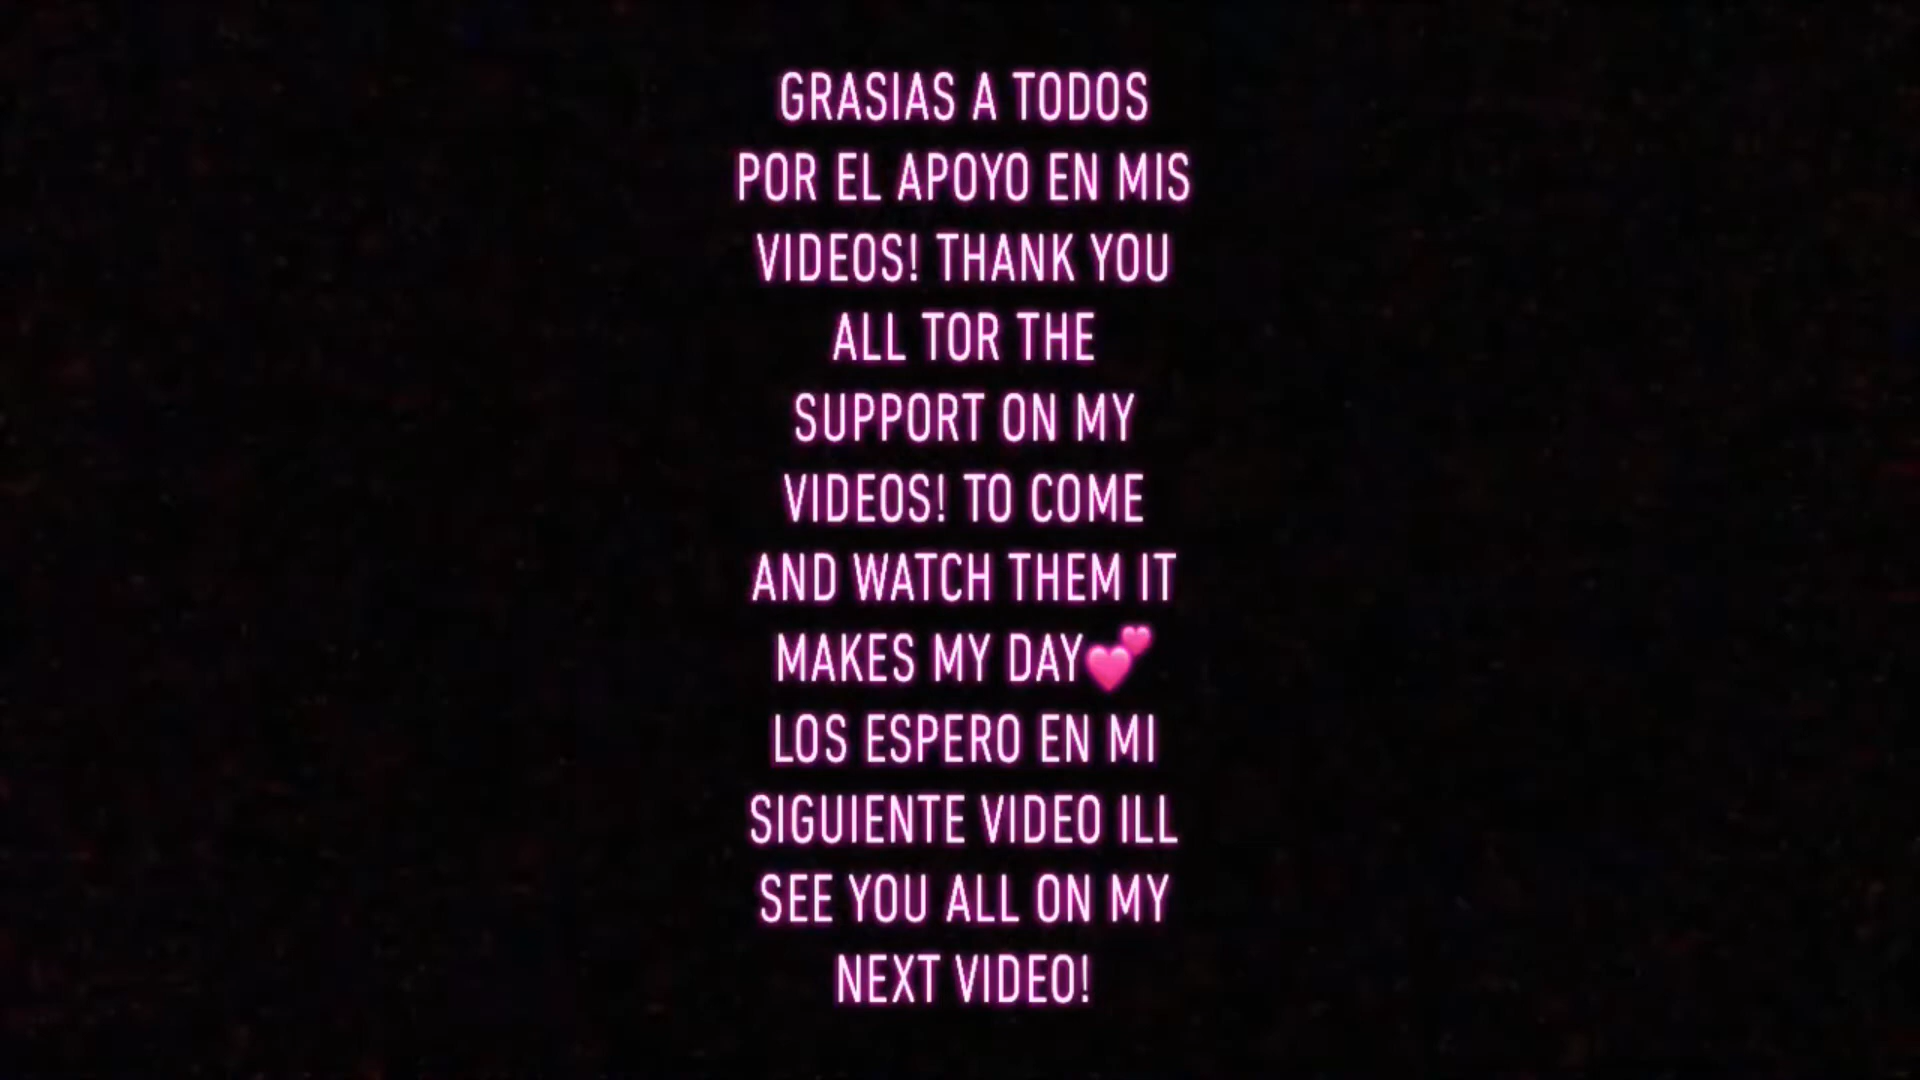 GRASIAS A TODOS
POR EL APOYO EN MIS
VIDEOS! THANK YOU
ALL TOR THE
SUPPORT ON MY
VIDEOS! TO COME
AND WATCH THEM IT
MAKES MY DAY💕
LOS ESPERO EN MI
SIGUIENTE VIDEO ILL
SEE YOU ALL ON MY
NEXT VIDEO!